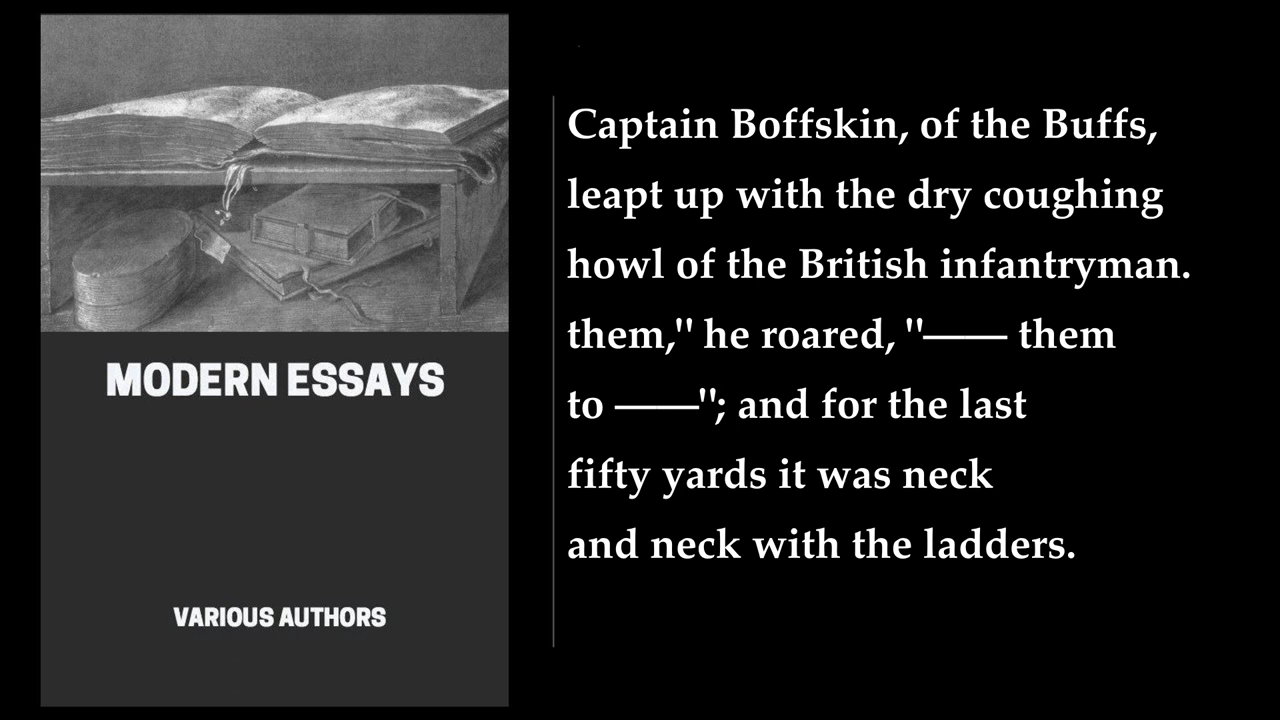 MODERN ESSAYS
VARIOUS AUTHORS
Captain Boffskin, of the Buffs,
leapt up with the dry coughing
howl of the British infantryman.
them," he roared, "—— them
to ——"; and for the last
fifty yards it was neck
and neck with the ladders.